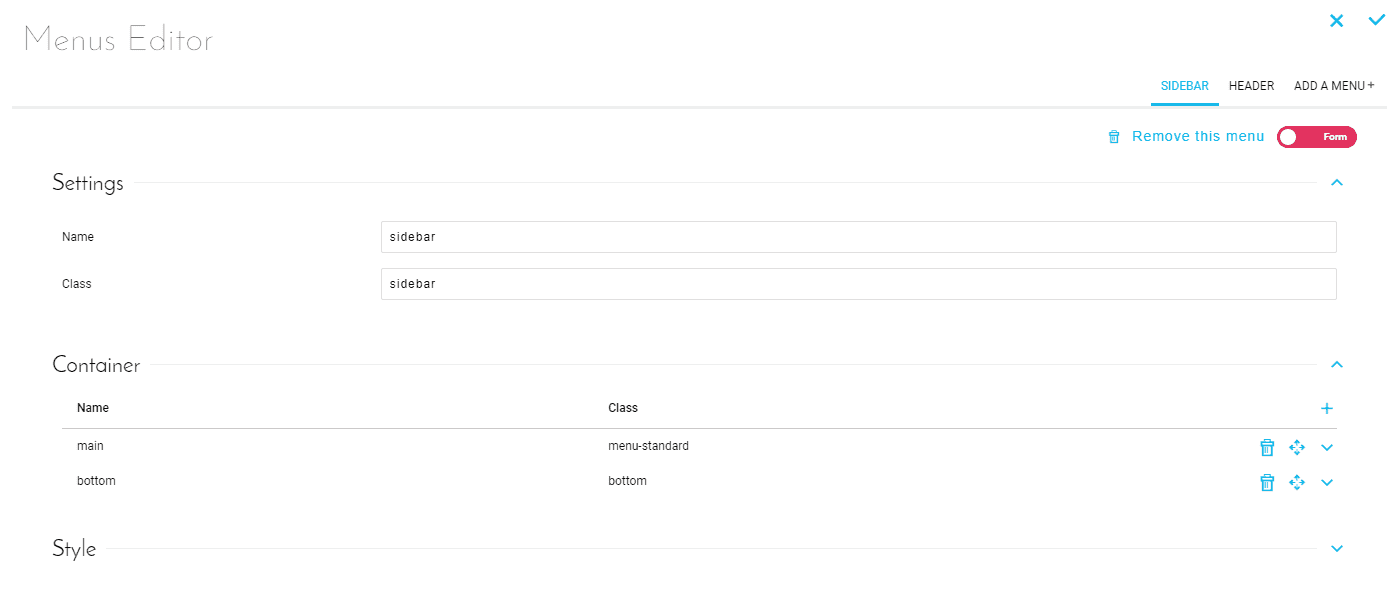 Menus Editor
SIDEBAR HEADER ADD A MENU +
Remove this menu Form
Settings
Name sidebar
Class sidebar
Container
Name Class
main menu-standard
bottom bottom
Style